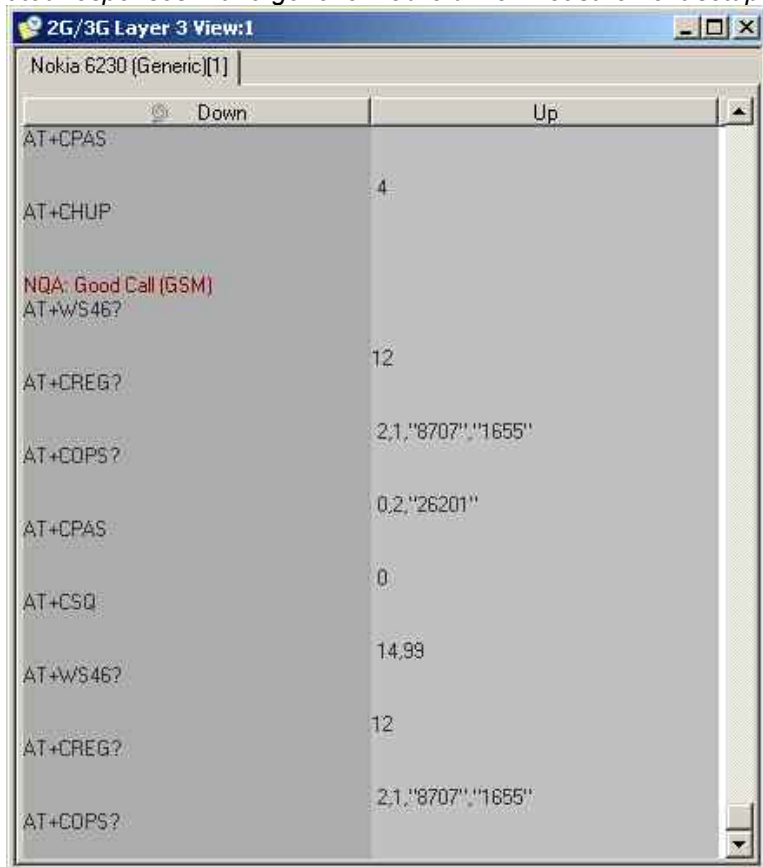 2G/3G Layer 3 View:1
Nokia 6230 (Generic)[1]
Down Up
AT+CPAS
4
AT+CHUP
NQA: Good Call (GSM)
AT+WS46?
12
AT+CREG?
2,1,"8707","1655"
AT+COPS?
0,2,"26201"
AT+CPAS
0
AT+CSQ
14,99
AT+WS46?
12
AT+CREG?
2,1,"8707","1655"
AT+COPS?